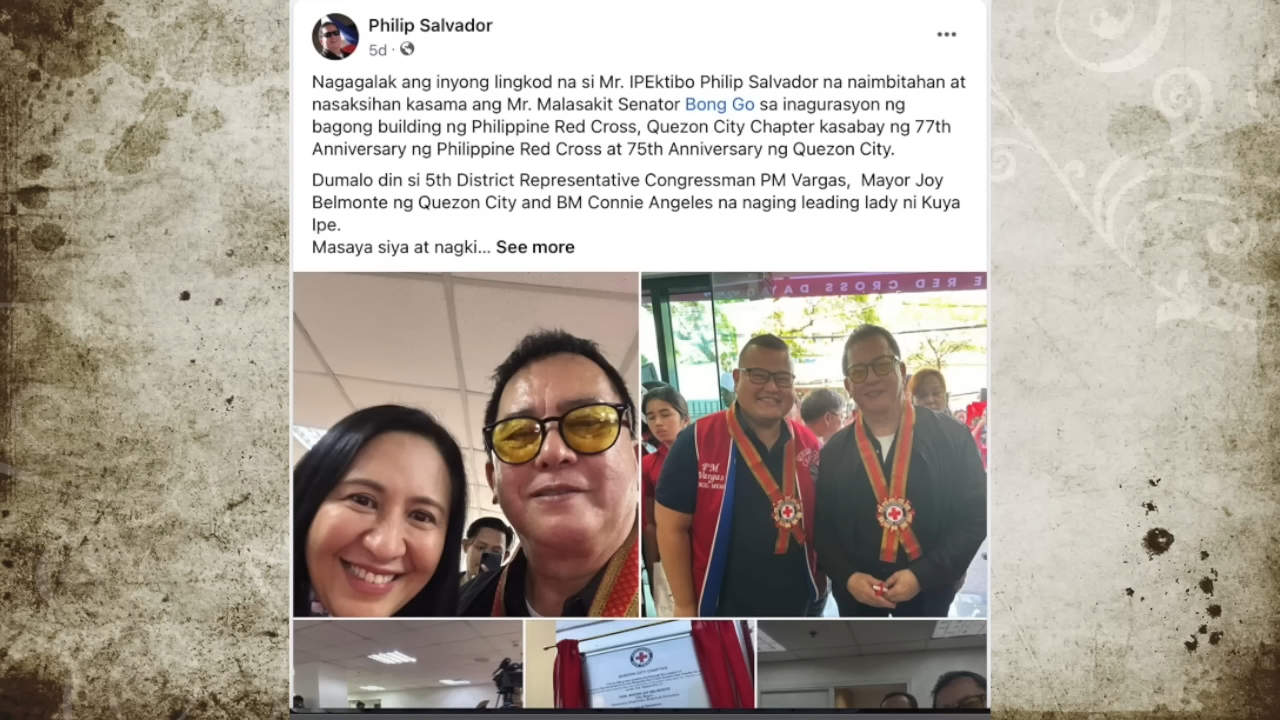 Philip Salvador
5d ·
Nagagalak ang inyong lingkod na si Mr. IPEktibo Philip Salvador na naimbitahan at
nasaksihan kasama ang Mr. Malasakit Senator Bong Go sa inagurasyon ng
bagong building ng Philippine Red Cross, Quezon City Chapter kasabay ng 77th
Anniversary ng Philippine Red Cross at 75th Anniversary ng Quezon City.
Dumalo din si 5th District Representative Congressman PM Vargas, Mayor Joy
Belmonte ng Quezon City and BM Connie Angeles na naging leading lady ni Kuya
Ipe.
Masaya siya at nagki... See more
E RED CROSS DA
PM
Vargas
QUEZON CITY CHAPTER